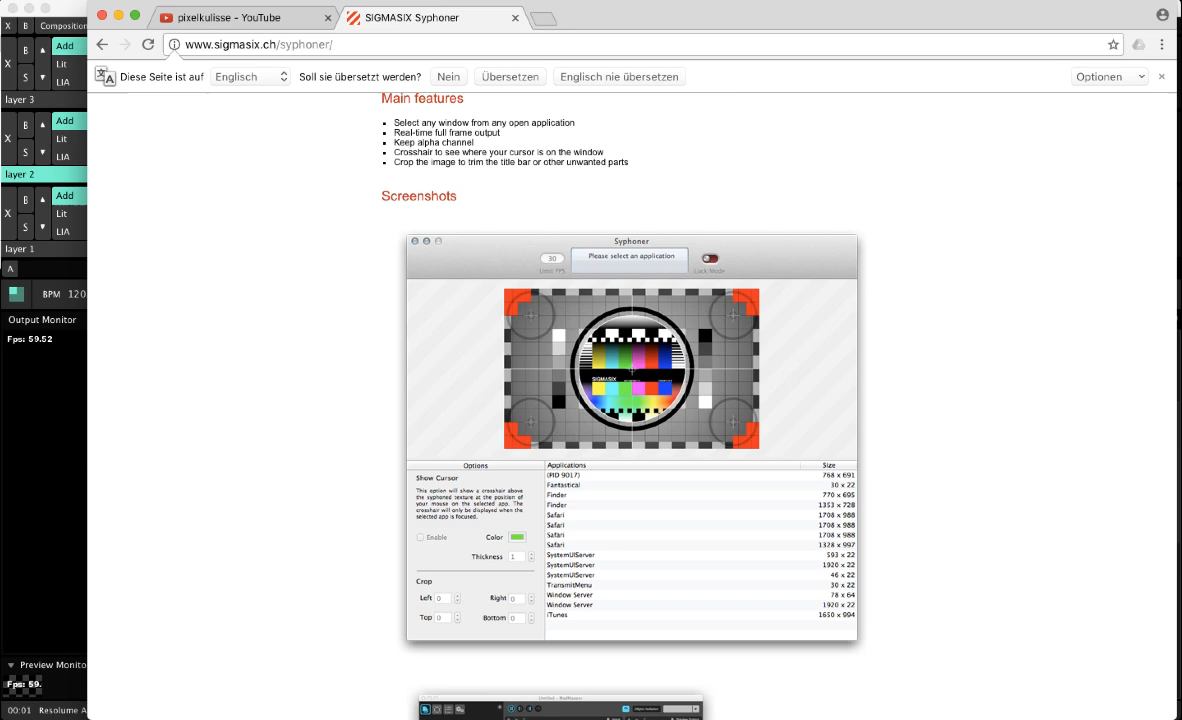 pixelkulisse - YouTube
SIGMASIX Syphoner
www.sigmasix.ch/syphoner/
Diese Seite ist auf Englisch Soll sie übersetzt werden? Nein Übersetzen Englisch nie übersetzen Optionen
X B Composition
Add
B
Lit
X
S
LIA
layer 3
Add
B
Lit
X
S
LIA
layer 2
Add
B
Lit
X
S
LIA
layer 1
A
BPM 120
Output Monitor
Fps: 59.52
Preview Monito
Fps: 59.
00:01 Resolume A
Main features
Select any window from any open application
Real-time full frame output
Keep alpha channel
Crosshair to see where your cursor is on the window
Crop the image to trim the title bar or other unwanted parts
Screenshots
Syphoner
30
Please select an application
Limit FPS
Lock Mode
SIGMASIX
Options
Show Cursor
This option will show a crosshair above
the syphoned texture at the position of
your mouse on the selected app. The
crosshair will only be displayed when the
selected app is focused.
Enable Color
Thickness 1
Crop
Left 0 Right 0
Top 0 Bottom 0
Applications Size
(PID 9017) 768 x 691
Fantastical 30 x 22
Finder 770 x 695
Finder 1353 x 728
Safari 1708 x 988
Safari 1708 x 988
Safari 1708 x 988
Safari 1328 x 997
SystemUIServer 593 x 22
SystemUIServer 1920 x 22
SystemUIServer 46 x 22
TransmitMenu 30 x 22
Window Server 78 x 64
Window Server 1920 x 22
iTunes 1650 x 994